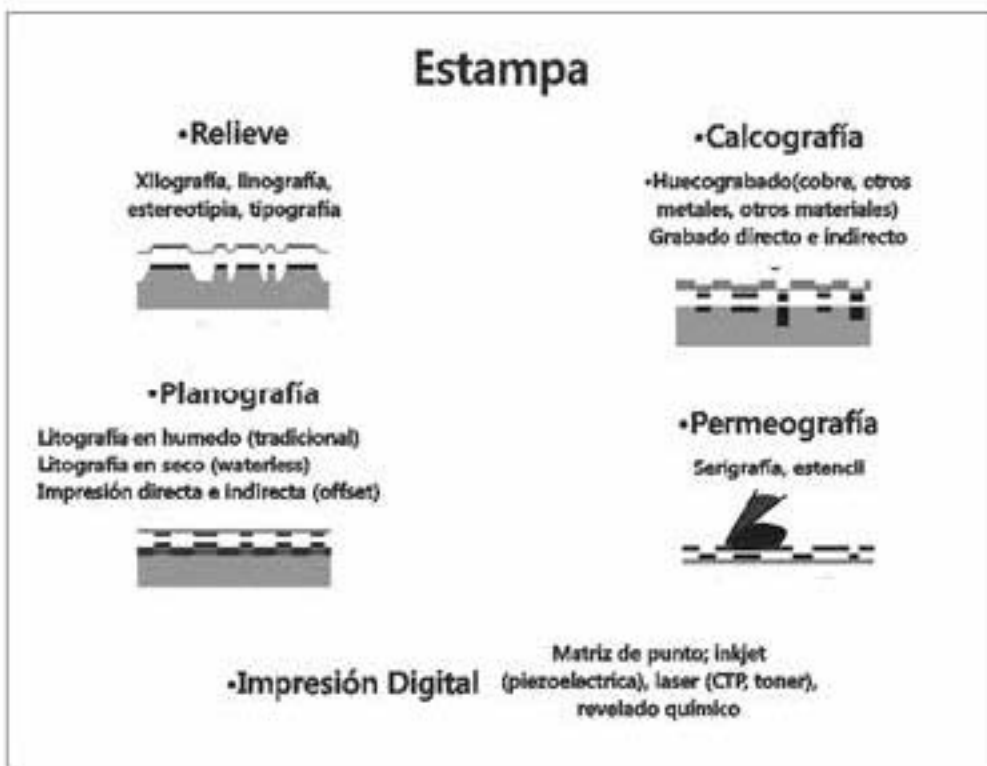 Estampa
•Relieve
Xilografía, linografía,
estereotipia, tipografía
•Calcografía
•Huecograbado(cobre, otros
metales, otros materiales)
Grabado directo e indirecto
•Planografía
Litografía en humedo (tradicional)
Litografía en seco (waterless)
Impresión directa e indirecta (offset)
•Permeografía
Serigrafía, estencil
•Impresión Digital
Matriz de punto; inkjet
(piezoelectrica), laser (CTP, toner),
revelado químico